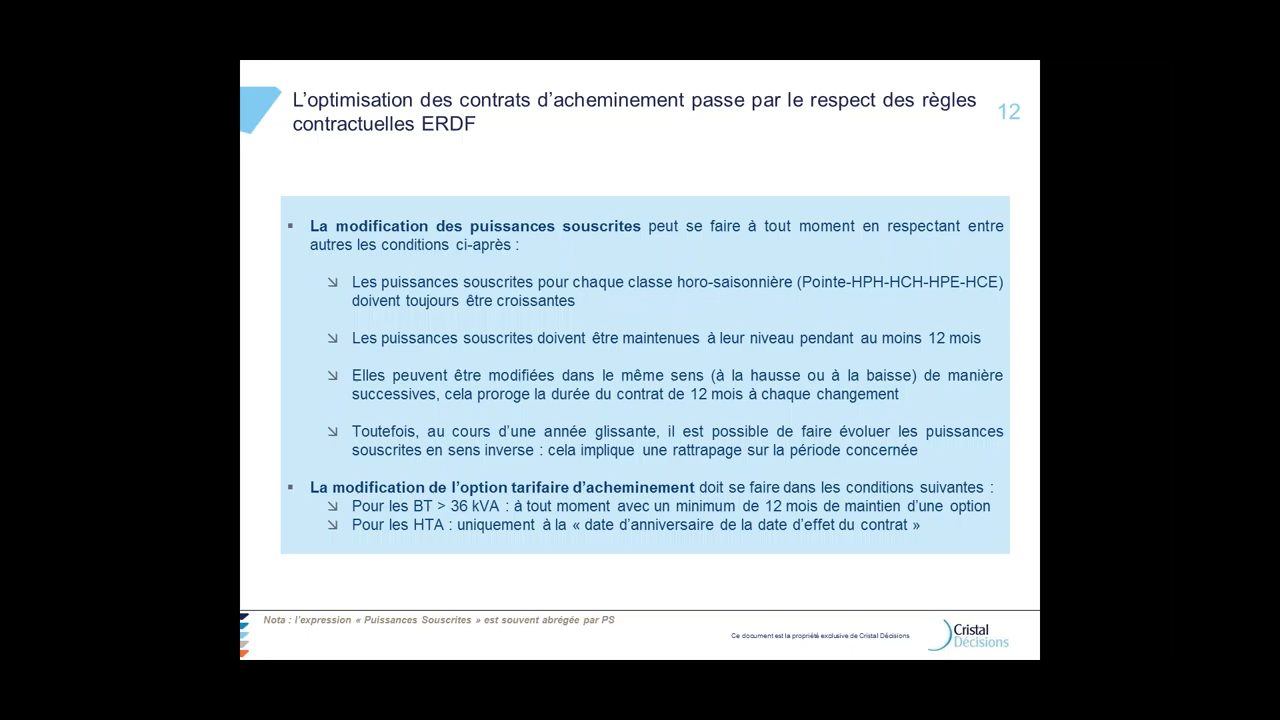 L’optimisation des contrats d’acheminement passe par le respect des règles
contractuelles ERDF
12
▪ La modification des puissances souscrites peut se faire à tout moment en respectant entre
autres les conditions ci-après :
Les puissances souscrites pour chaque classe horo-saisonnière (Pointe-HPH-HCH-HPE-HCE)
doivent toujours être croissantes
Les puissances souscrites doivent être maintenues à leur niveau pendant au moins 12 mois
Elles peuvent être modifiées dans le même sens (à la hausse ou à la baisse) de manière
successives, cela proroge la durée du contrat de 12 mois à chaque changement
Toutefois, au cours d’une année glissante, il est possible de faire évoluer les puissances
souscrites en sens inverse : cela implique une rattrapage sur la période concernée
▪ La modification de l’option tarifaire d’acheminement doit se faire dans les conditions suivantes :
Pour les BT > 36 kVA : à tout moment avec un minimum de 12 mois de maintien d’une option
Pour les HTA : uniquement à la « date d’anniversaire de la date d’effet du contrat »
Nota : l’expression « Puissances Souscrites » est souvent abrégée par PS
Ce document est la propriété exclusive de Cristal Décisions
Cristal
Décisions